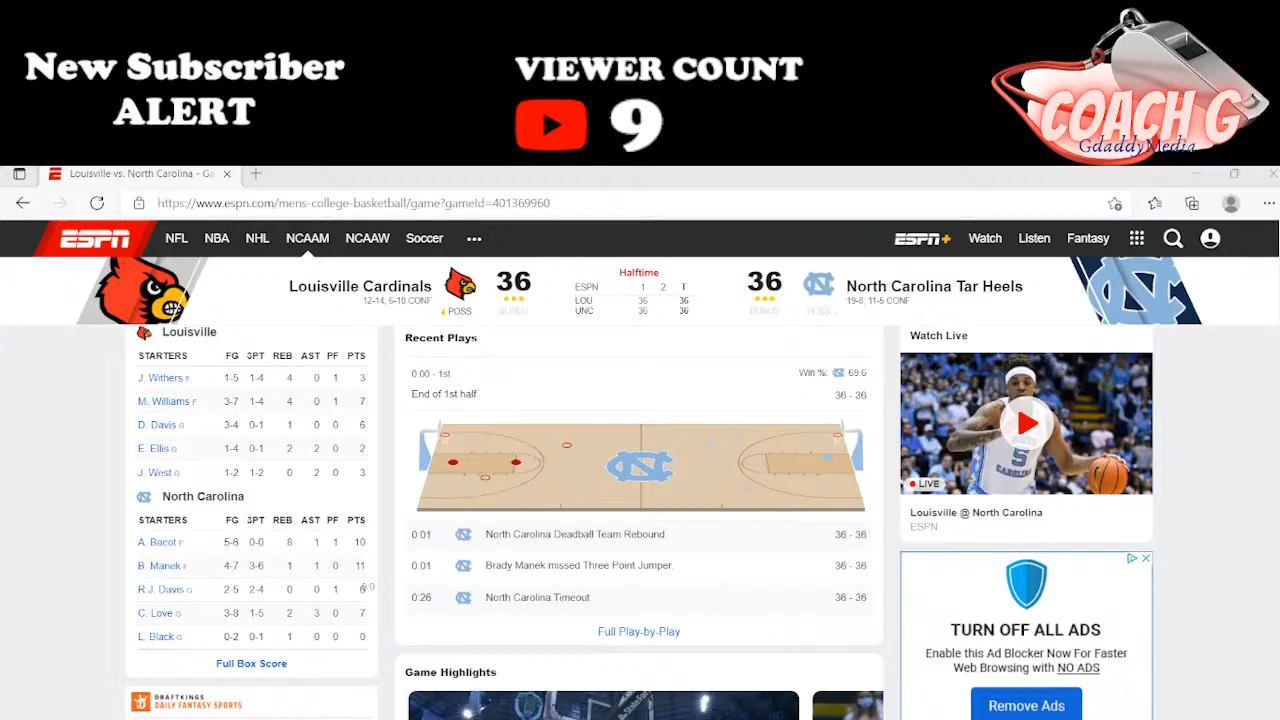 New Subscriber
ALERT
VIEWER COUNT
9
COACH G
GdaddyMedia
Louisville vs. North Carolina - Ga
https://www.espn.com/mens-college-basketball/game?gameId=401369960
ESPN NFL NBA NHL NCAAM NCAAW Soccer ... ESPN+ Watch Listen Fantasy
Louisville Cardinals 36
12-14, 6-10 CONF
POSS BONUS
Halftime
ESPN 1 2 T
LOU 36 36
UNC 36 36
36 North Carolina Tar Heels
19-8, 11-5 CONF
BONUS POSS
Louisville
STARTERS FG 3PT REB AST PF PTS
J. Withers F 1-5 1-4 4 0 1 3
M. Williams F 3-7 1-4 4 0 1 7
D. Davis G 3-4 0-1 1 0 0 6
E. Ellis G 1-4 0-1 2 2 0 2
J. West G 1-2 1-2 0 2 0 3
North Carolina
STARTERS FG 3PT REB AST PF PTS
A. Bacot F 5-6 0-0 8 1 1 10
B. Manek F 4-7 3-6 1 1 0 11
R.J. Davis G 2-5 2-4 0 0 1 6
C. Love G 3-8 1-5 2 3 0 7
L. Black G 0-2 0-1 1 0 0 0
Full Box Score
DRAFTKINGS
DAILY FANTASY SPORTS
Recent Plays
0:00 - 1st Win %: 69.6
End of 1st half 36 - 36
0:01 North Carolina Deadball Team Rebound. 36 - 36
0:01 Brady Manek missed Three Point Jumper. 36 - 36
0:26 North Carolina Timeout 36 - 36
Full Play-by-Play
Game Highlights
Watch Live
CAROLINA
5
LIVE
Louisville @ North Carolina
ESPN
TURN OFF ALL ADS
Enable this Ad Blocker Now For Faster
Web Browsing with NO ADS
Remove Ads